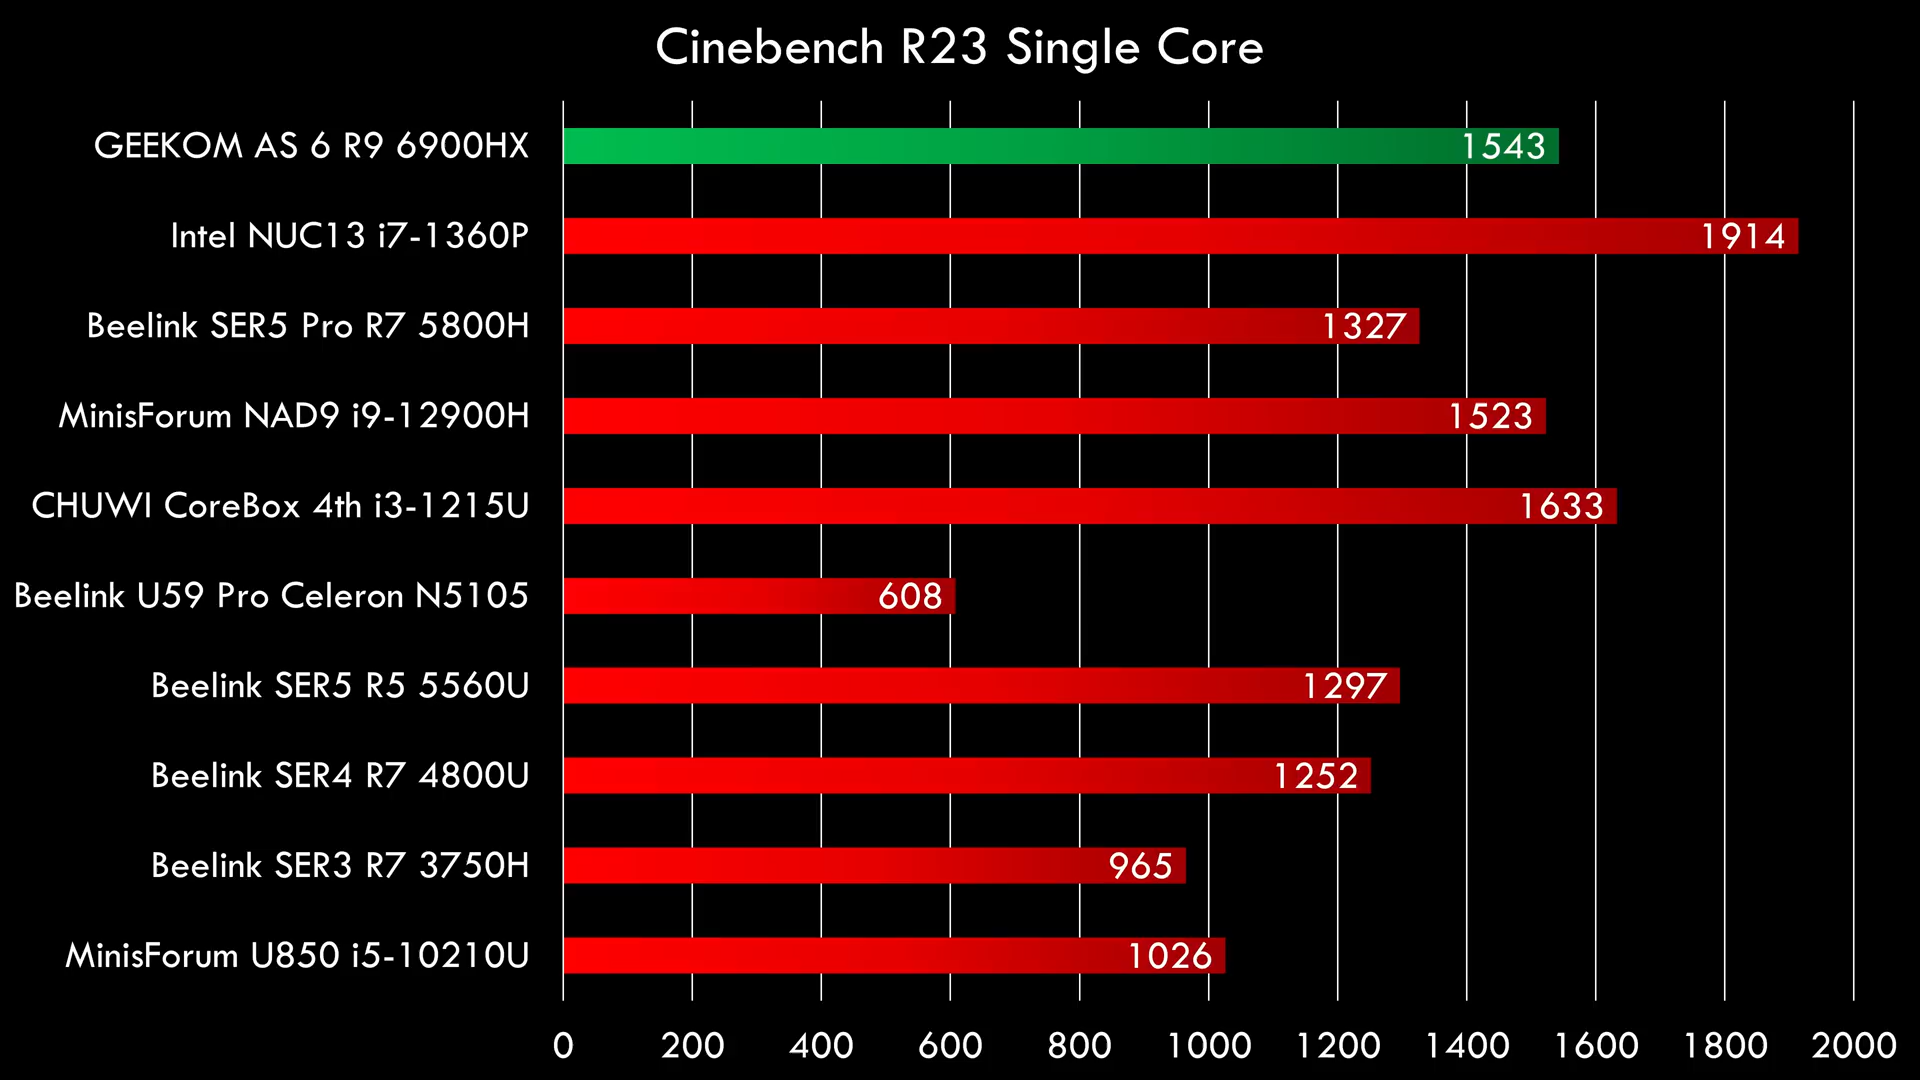 Cinebench R23 Single Core
GEEKOM AS 6 R9 6900HX 1543
Intel NUC13 i7-1360P 1914
Beelink SER5 Pro R7 5800H 1327
MinisForum NAD9 i9-12900H 1523
CHUWI CoreBox 4th i3-1215U 1633
Beelink U59 Pro Celeron N5105 608
Beelink SER5 R5 5560U 1297
Beelink SER4 R7 4800U 1252
Beelink SER3 R7 3750H 965
MinisForum U850 i5-10210U 1026
0 200 400 600 800 1000 1200 1400 1600 1800 2000